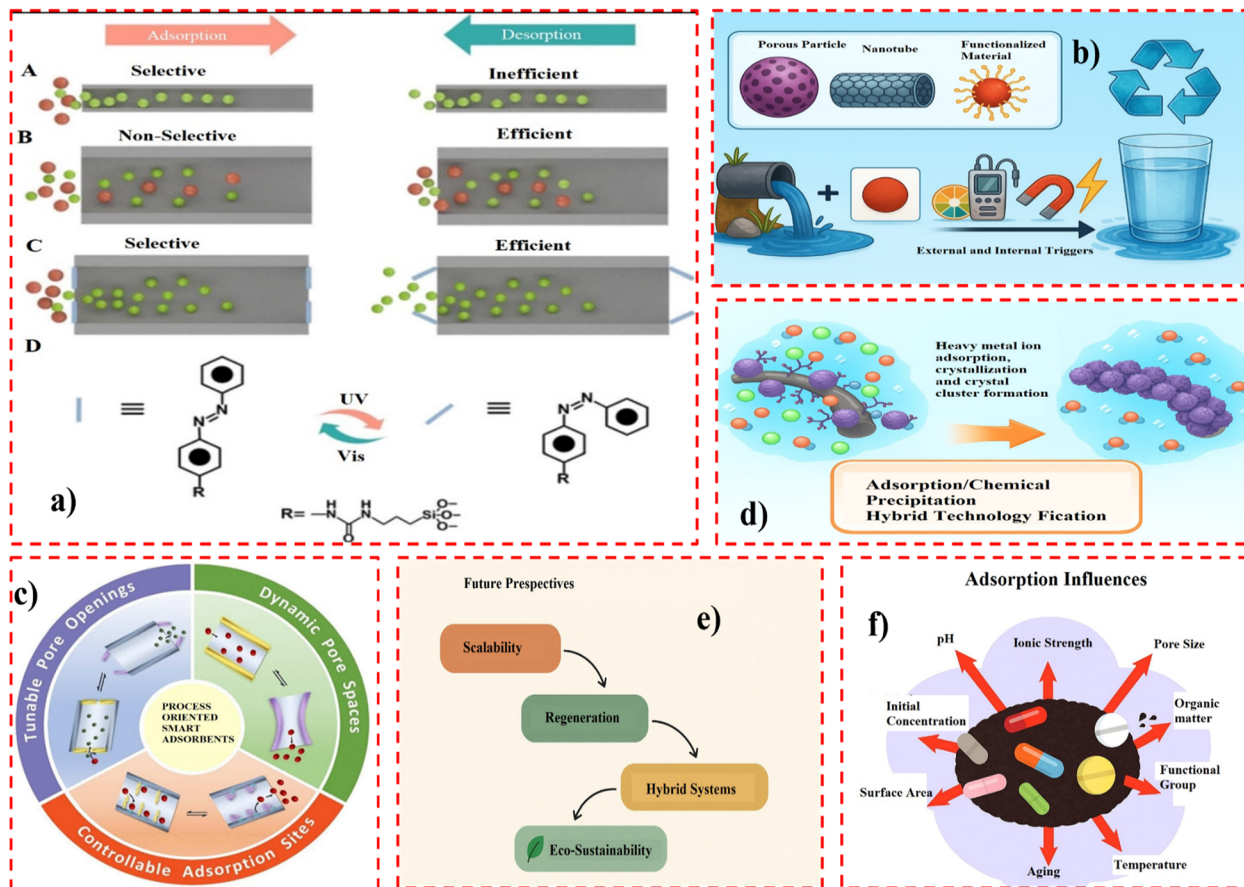 Adsorption
Desorption
A
Selective
Inefficient
B
Non-Selective
Efficient
C
Selective
Efficient
D
N
N
R
UV
Vis
N
N
R
a)
R=
H
N
O
H
N
Si
O
O
O
b)
Porous Particle
Nanotube
Functionalized
Material
+
External and Internal Triggers
Heavy metal ion
adsorption,
crystallization
and crystal
cluster formation
d)
Adsorption/Chemical
Precipitation
Hybrid Technology Fication
c)
Tunable Pore Openings
Dynamic Pore Spaces
PROCESS
ORIENTED
SMART
ADSORBENTS
Controllable Adsorption Sites
Future Prespectives
e)
Scalability
Regeneration
Hybrid Systems
Eco-Sustainability
Adsorption Influences
f)
pH
Ionic Strength
Pore Size
Initial
Concentration
Organic
matter
Surface Area
Functional
Group
Aging
Temperature